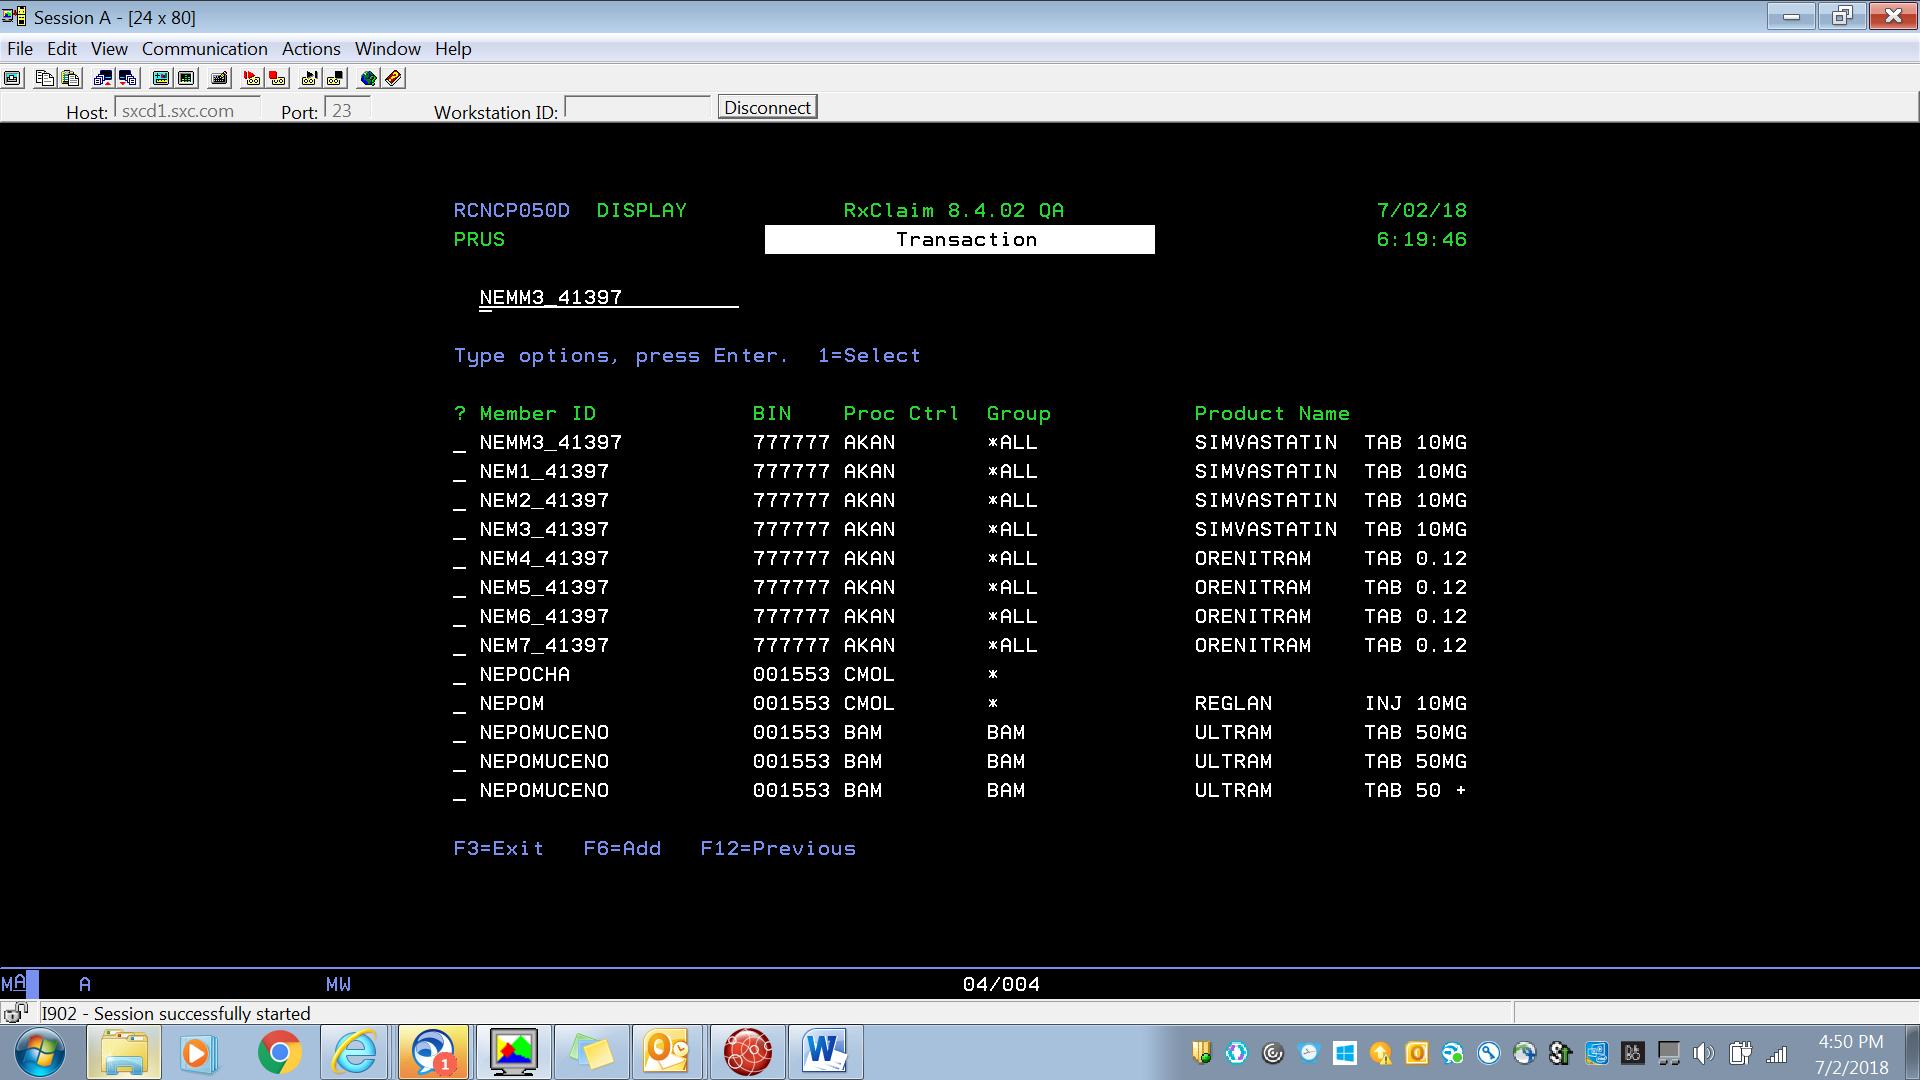 Session A - [24 x 80]
File Edit View Communication Actions Window Help
Host: sxcd1.sxc.com Port: 23 Workstation ID: Disconnect
RCNCP050D DISPLAY RxClaim 8.4.02 QA 7/02/18
PRUS Transaction 6:19:46
NEMM3_41397
Type options, press Enter. 1=Select
? Member ID BIN Proc Ctrl Group Product Name
_ NEMM3_41397 777777 AKAN *ALL SIMVASTATIN TAB 10MG
_ NEM1_41397 777777 AKAN *ALL SIMVASTATIN TAB 10MG
_ NEM2_41397 777777 AKAN *ALL SIMVASTATIN TAB 10MG
_ NEM3_41397 777777 AKAN *ALL SIMVASTATIN TAB 10MG
_ NEM4_41397 777777 AKAN *ALL ORENITRAM TAB 0.12
_ NEM5_41397 777777 AKAN *ALL ORENITRAM TAB 0.12
_ NEM6_41397 777777 AKAN *ALL ORENITRAM TAB 0.12
_ NEM7_41397 777777 AKAN *ALL ORENITRAM TAB 0.12
_ NEPOCHA 001553 CMOL *
_ NEPOM 001553 CMOL * REGLAN INJ 10MG
_ NEPOMUCENO 001553 BAM BAM ULTRAM TAB 50MG
_ NEPOMUCENO 001553 BAM BAM ULTRAM TAB 50MG
_ NEPOMUCENO 001553 BAM BAM ULTRAM TAB 50 +
F3=Exit F6=Add F12=Previous
MA A MW 04/004
I902 - Session successfully started
1
4:50 PM
7/2/2018